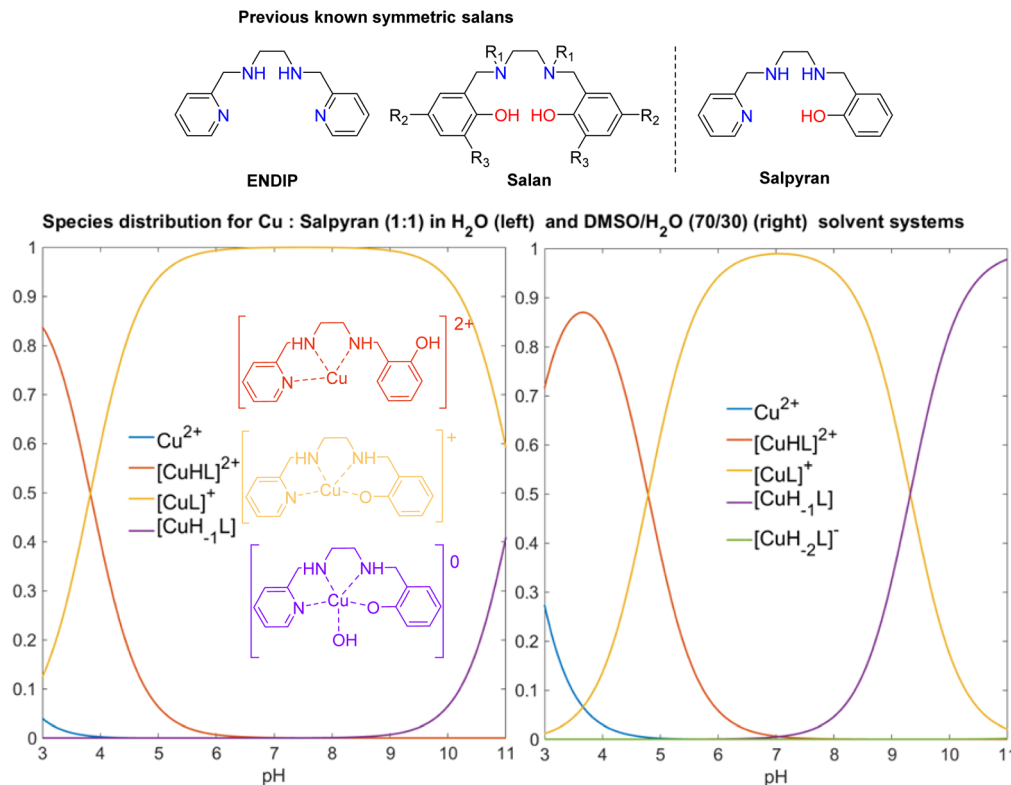 Previous known symmetric salans
NH HN
N N
ENDIP
R1 R1
N N
R2 OH HO R2
R3 R3
Salan
NH HN
N HO
Salpyran
Species distribution for Cu : Salpyran (1:1) in H2O (left) and DMSO/H2O (70/30) (right) solvent systems
1
0.9
0.8
0.7
0.6
0.5
0.4
0.3
0.2
0.1
0
3 4 5 6 7 8 9 10 11
pH
Cu2+
[CuHL]2+
[CuL]+
[CuH-1L]
2+
HN NH OH
N Cu
+
HN NH
N Cu O
0
HN NH
N Cu O
OH
1
0.9
0.8
0.7
0.6
0.5
0.4
0.3
0.2
0.1
0
3 4 5 6 7 8 9 10 11
pH
Cu2+
[CuHL]2+
[CuL]+
[CuH-1L]
[CuH-2L]-